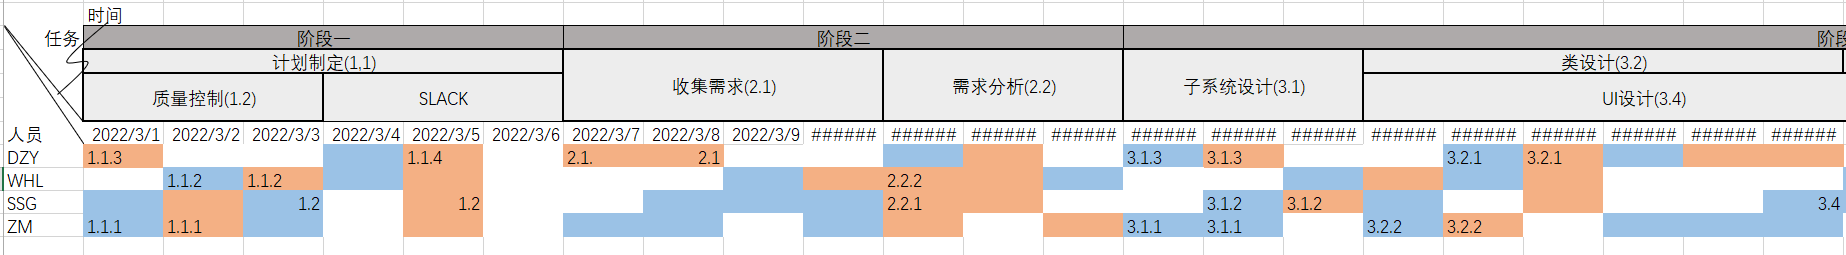 时间
任务 阶段一 阶段二 阶段
计划制定(1,1) 收集需求(2.1) 需求分析(2.2) 子系统设计(3.1) 类设计(3.2)
质量控制(1.2) SLACK UI设计(3.4)
人员 2022/3/1 2022/3/2 2022/3/3 2022/3/4 2022/3/5 2022/3/6 2022/3/7 2022/3/8 2022/3/9 ###### ###### ###### ###### ###### ###### ###### ###### ###### ###### ###### ###### ######
DZY 1.1.3 1.1.4 2.1. 2.1 3.1.3 3.1.3 3.2.1 3.2.1
WHL 1.1.2 1.1.2 2.2.2
SSG 1.2 1.2 2.2.1 3.1.2 3.1.2 3.4
ZM 1.1.1 1.1.1 3.1.1 3.1.1 3.2.2 3.2.2